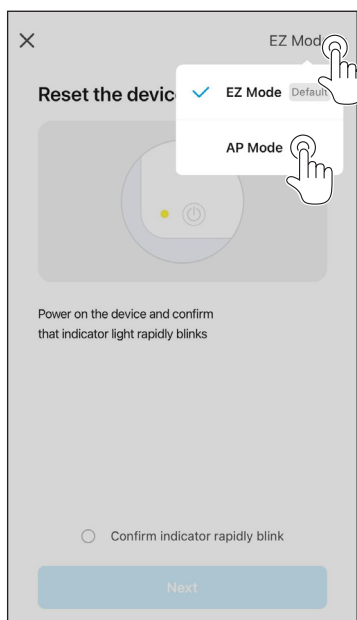 EZ Mod
Reset the devic
EZ Mode Default
AP Mode
Power on the device and confirm
that indicator light rapidly blinks
Confirm indicator rapidly blink
Next